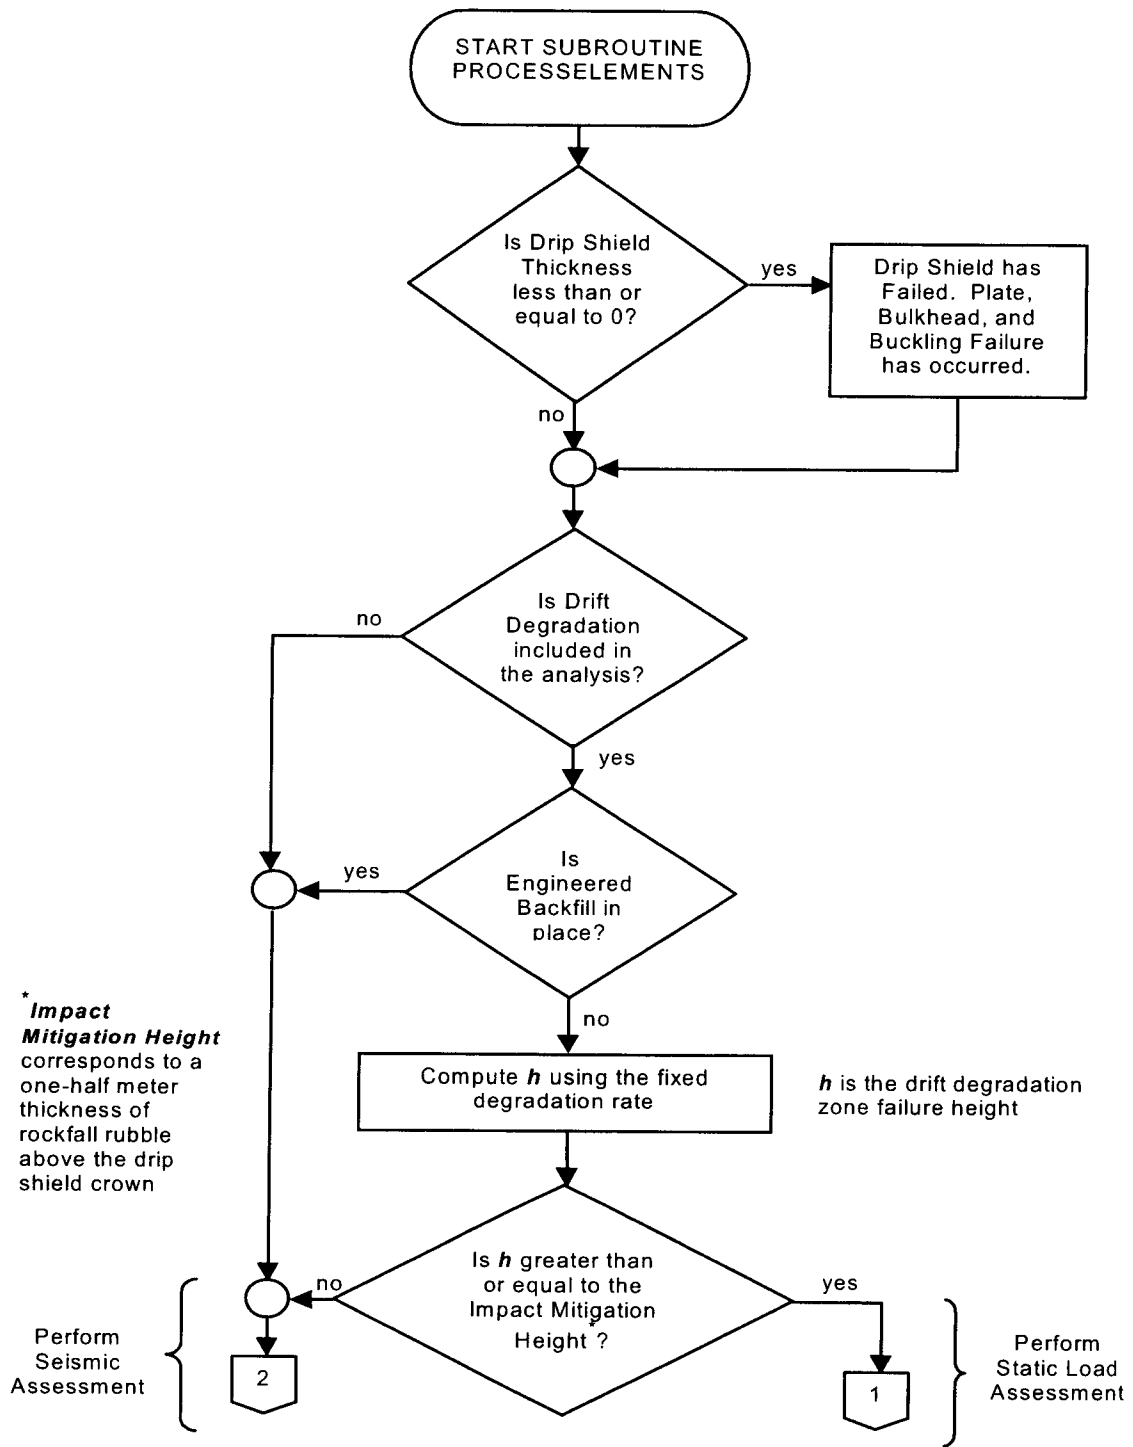 START SUBROUTINE
PROCESSELEMENTS
Is Drip Shield
Thickness
less than or
equal to 0?
yes
Drip Shield has
Failed. Plate,
Bulkhead, and
Buckling Failure
has occurred.
no
Is Drift
Degradation
included in
the analysis?
no
yes
Is
Engineered
Backfill in
place?
yes
no
*Impact
Mitigation Height
corresponds to a
one-half meter
thickness of
rockfall rubble
above the drip
shield crown
Compute h using the fixed
degradation rate
h is the drift degradation
zone failure height
Is h greater than
or equal to the
Impact Mitigation
Height*?
no
yes
Perform
Seismic
Assessment
2
1
Perform
Static Load
Assessment